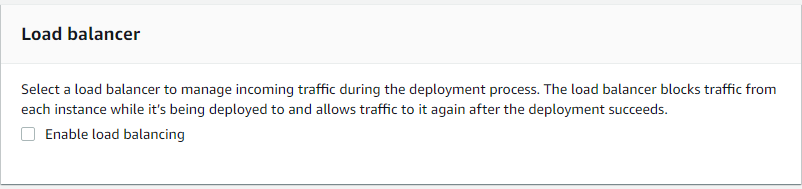 Load balancer
Select a load balancer to manage incoming traffic during the deployment process. The load balancer blocks traffic from
each instance while it's being deployed to and allows traffic to it again after the deployment succeeds.
Enable load balancing